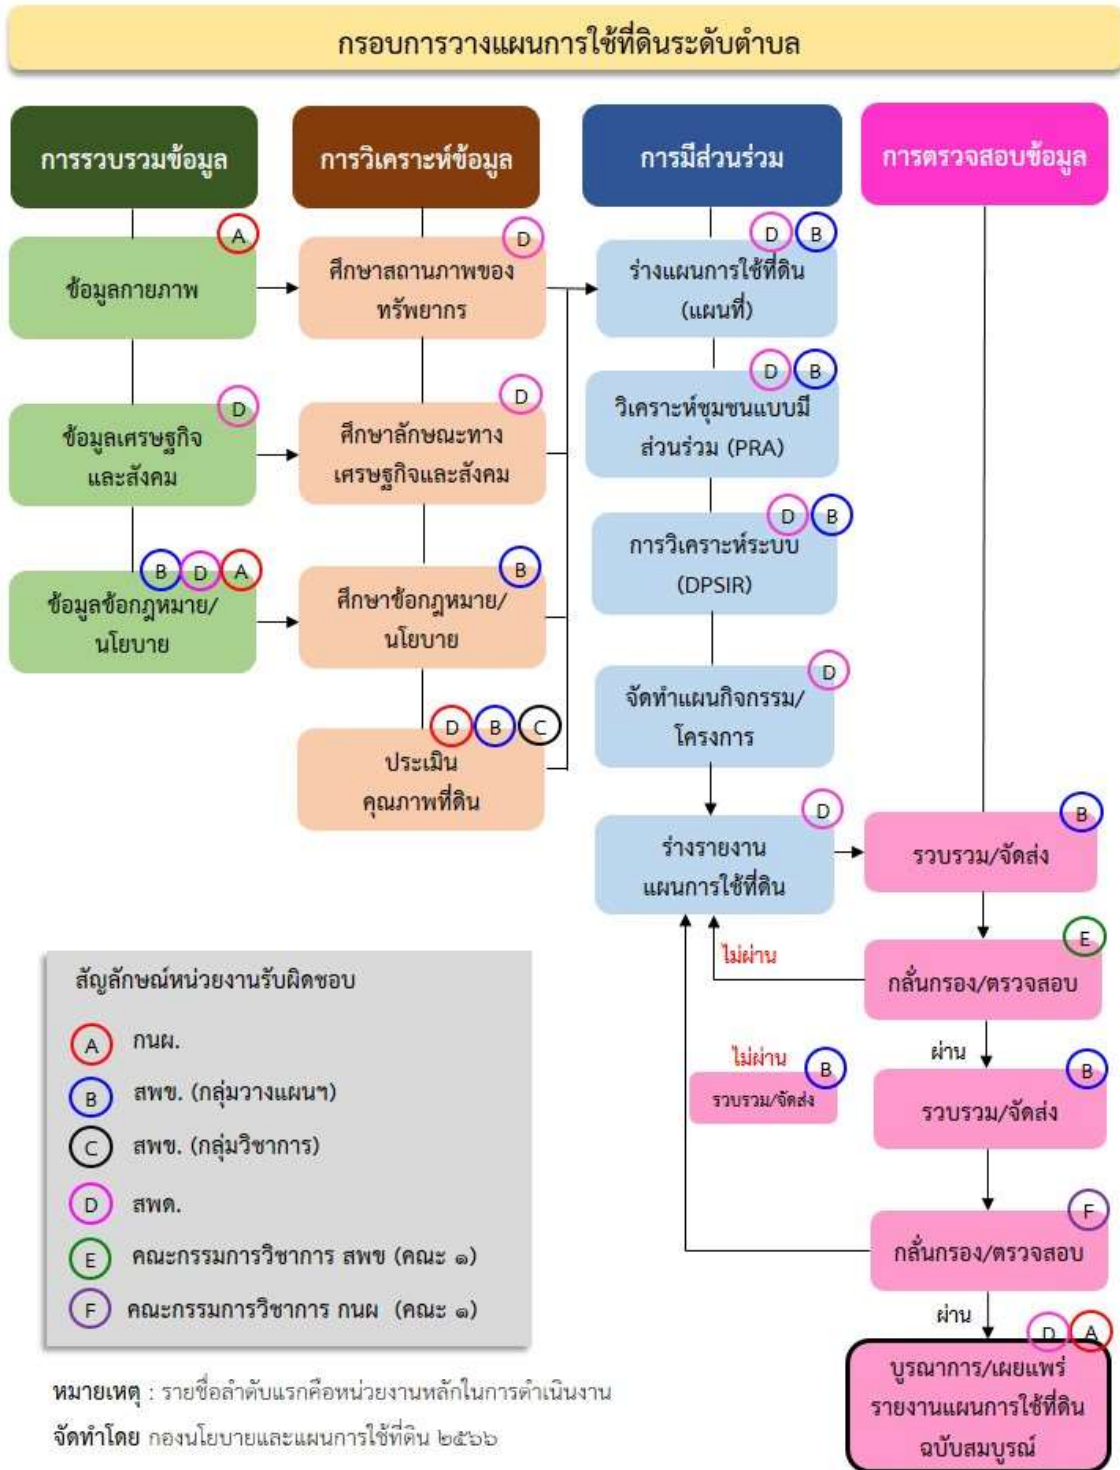 กรอบการวางแผนการใช้ที่ดินระดับตำบล
การรวบรวมข้อมูล
A
ข้อมูลกายภาพ
D
ข้อมูลเศรษฐกิจ
และสังคม
B D A
ข้อมูลข้อกฎหมาย/
นโยบาย
การวิเคราะห์ข้อมูล
D
ศึกษาสถานภาพของ
ทรัพยากร
D
ศึกษาลักษณะทาง
เศรษฐกิจและสังคม
B
ศึกษาข้อกฎหมาย/
นโยบาย
D B C
ประเมิน
คุณภาพที่ดิน
การมีส่วนร่วม
D B
ร่างแผนการใช้ที่ดิน
(แผนที่)
D B
วิเคราะห์ชุมชนแบบมี
ส่วนร่วม (PRA)
D B
การวิเคราะห์ระบบ
(DPSIR)
D
จัดทำแผนกิจกรรม/
โครงการ
D
ร่างรายงาน
แผนการใช้ที่ดิน
การตรวจสอบข้อมูล
B
รวบรวม/จัดส่ง
E
กลั่นกรอง/ตรวจสอบ
ไม่ผ่าน
ผ่าน
B
รวบรวม/จัดส่ง
ไม่ผ่าน
B
รวบรวม/จัดส่ง
F
กลั่นกรอง/ตรวจสอบ
ผ่าน
D A
บูรณาการ/เผยแพร่
รายงานแผนการใช้ที่ดิน
ฉบับสมบูรณ์
สัญลักษณ์หน่วยงานรับผิดชอบ
A กนผ.
B สพข. (กลุ่มวางแผนฯ)
C สพข. (กลุ่มวิชาการ)
D สพด.
E คณะกรรมการวิชาการ สพข (คณะ ๑)
F คณะกรรมการวิชาการ กนผ (คณะ ๑)
หมายเหตุ : รายชื่อลำดับแรกคือหน่วยงานหลักในการดำเนินงาน
จัดทำโดย กองนโยบายและแผนการใช้ที่ดิน ๒๕๖๖